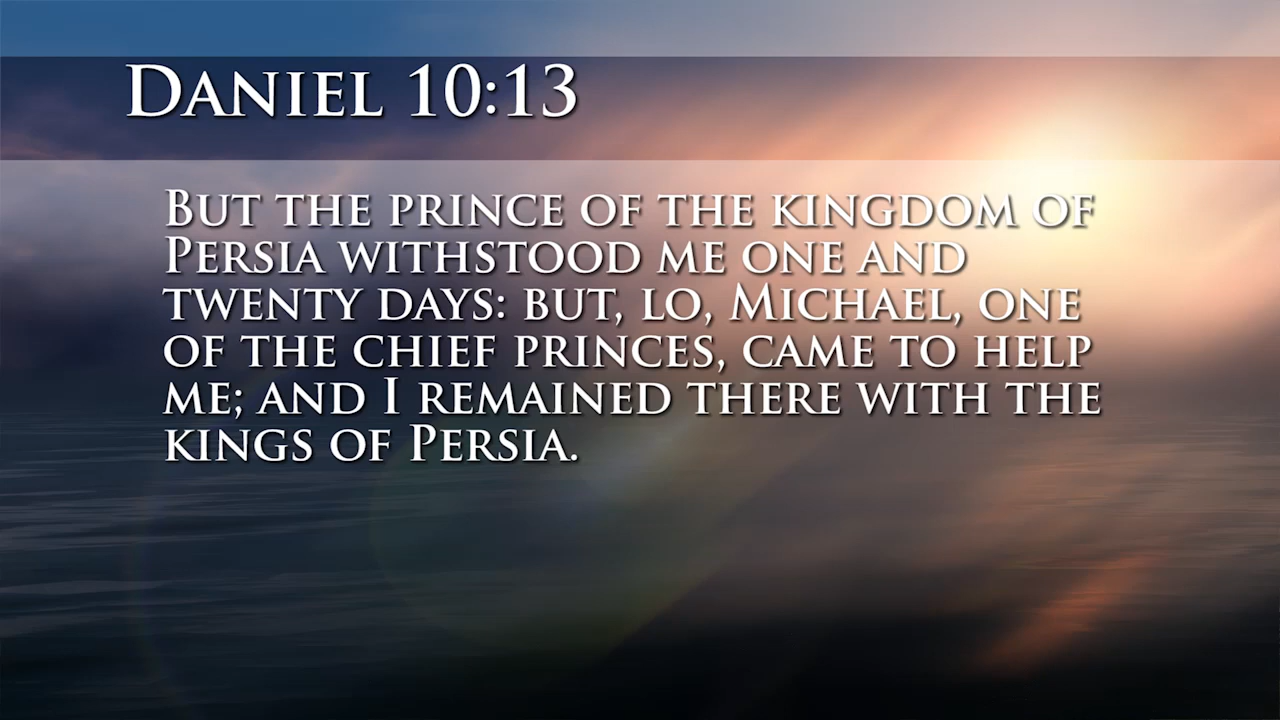 Daniel 10:13
But the prince of the kingdom of
Persia withstood me one and
twenty days: but, lo, Michael, one
of the chief princes, came to help
me; and I remained there with the
kings of Persia.